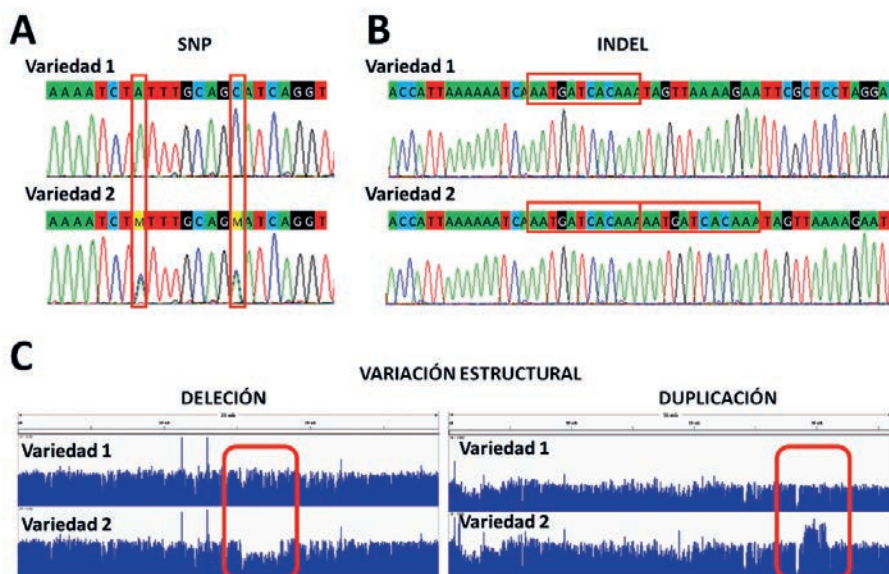 A
SNP
Variedad 1
AAAATCTATTTGCAGCATCAGGT
Variedad 2
AAAATCTMTTTGCAGMATCAGGT
B
INDEL
Variedad 1
ACCATTAAAAAATCAAATGATCACAAATAGTTAAAAGAATTCGCTCCTAGGA
Variedad 2
ACCATTAAAAAATCAAATGATCACAAAAATGATCACAAATAGTTAAAAGAAT
C
VARIACIÓN ESTRUCTURAL
DELECIÓN
Variedad 1
Variedad 2
DUPLICACIÓN
Variedad 1
Variedad 2